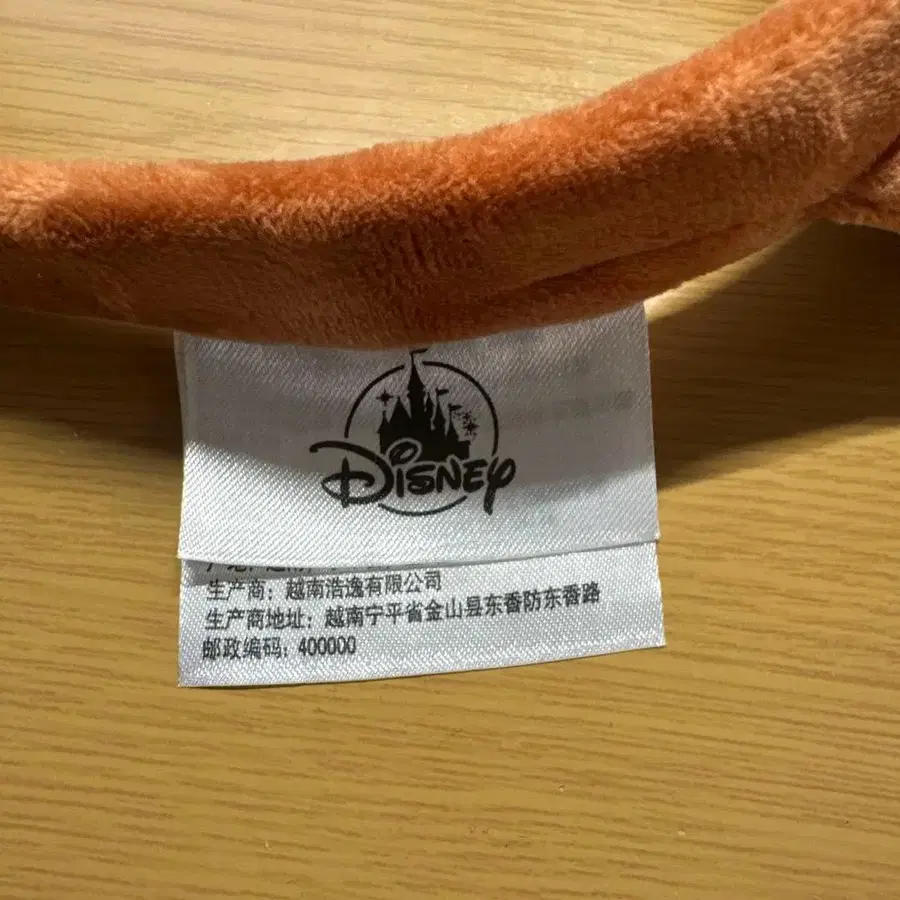 Disney
生产商：越南浩逸有限公司
生产商地址：越南宁平省金山县东香防东香路
邮政编码：400000